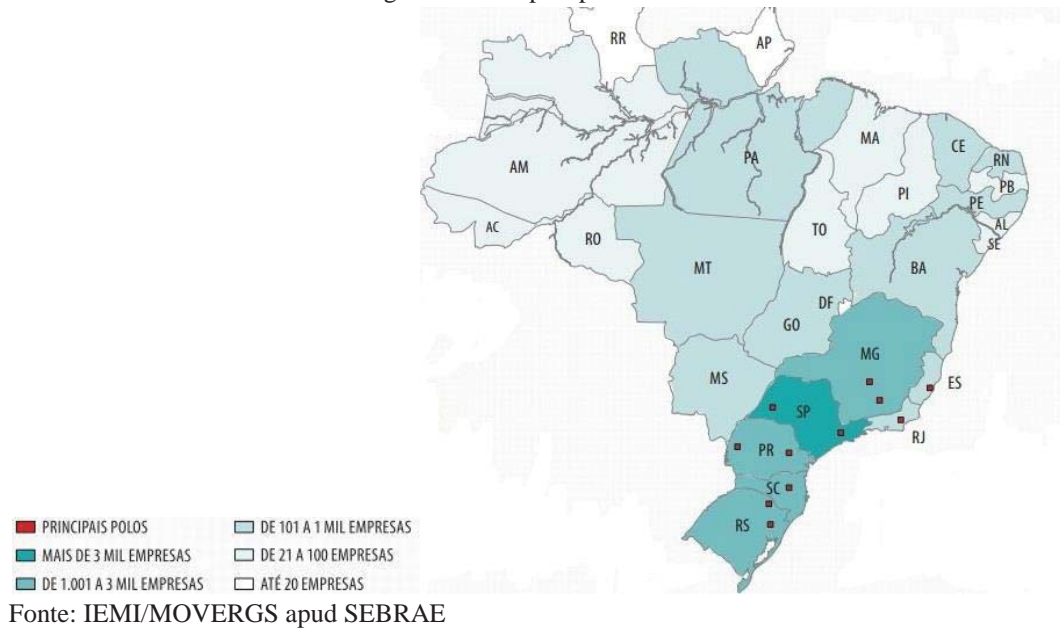 RR
AP
AM
PA
MA
CE
RN
PB
PI
PE
AL
SE
AC
RO
TO
BA
MT
DF
GO
MG
ES
MS
SP
RJ
PR
SC
RS
PRINCIPAIS POLOS
MAIS DE 3 MIL EMPRESAS
DE 1.001 A 3 MIL EMPRESAS
DE 101 A 1 MIL EMPRESAS
DE 21 A 100 EMPRESAS
ATÉ 20 EMPRESAS
Fonte: IEMI/MOVERGS apud SEBRAE